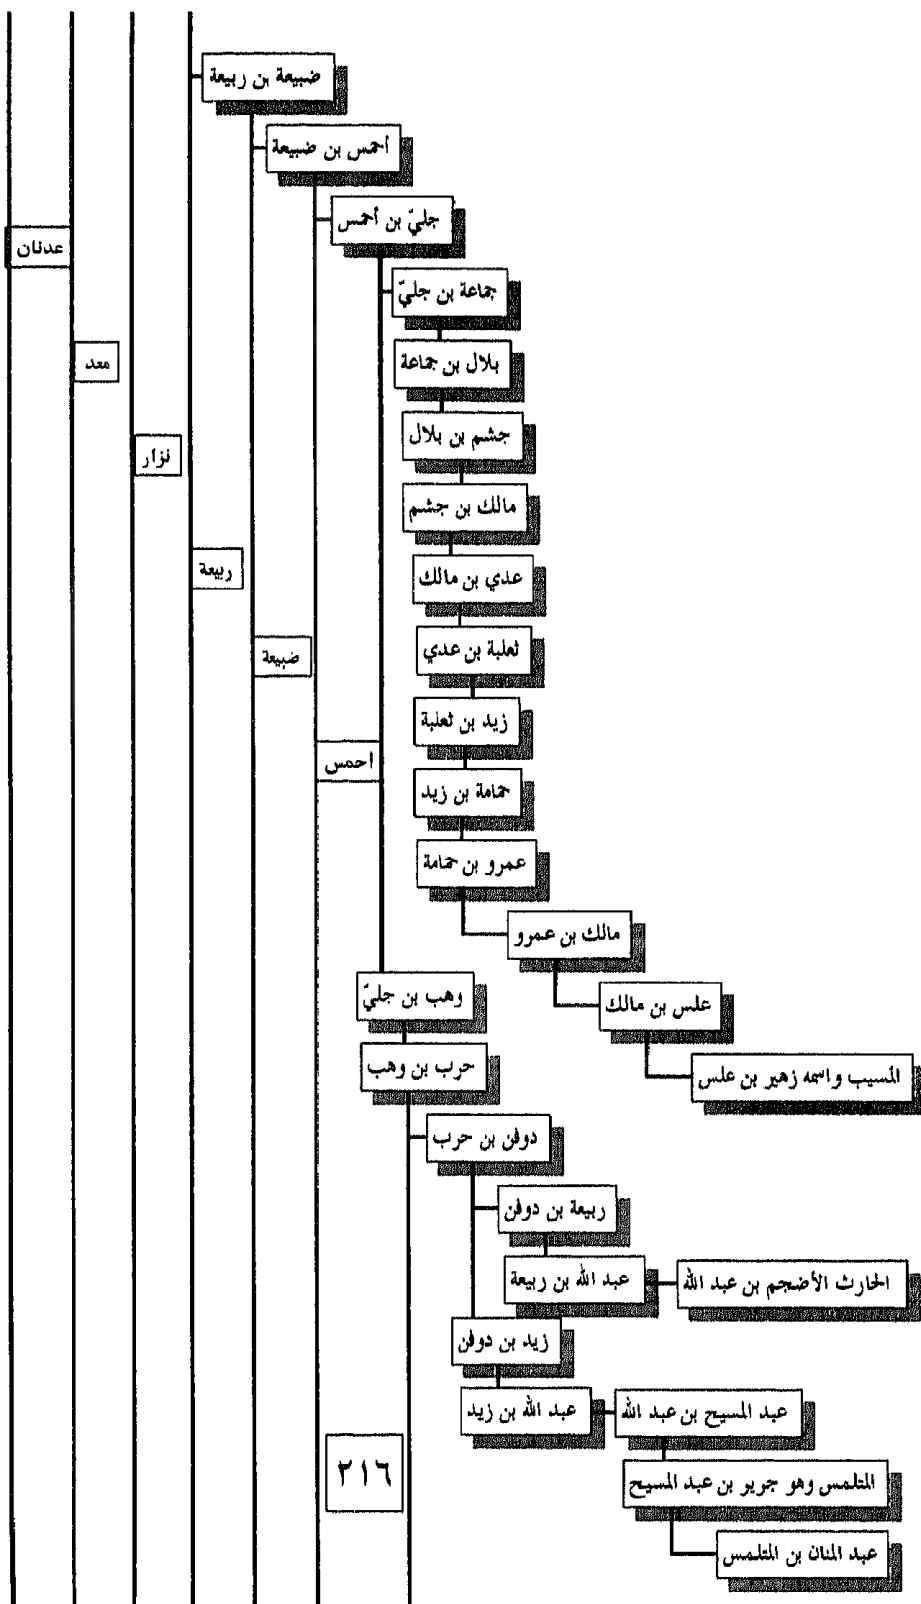 ضبيعة بن ربيعة
أحمس بن ضبيعة
جليّ بن أحمس
عدنان
جماعة بن جليّ
بلال بن جماعة
معد
جشم بن بلال
نزار
مالك بن جشم
عدي بن مالك
ربيعة
ثعلبة بن عدي
ضبيعة
زيد بن ثعلبة
احمس
حمامة بن زيد
عمرو بن حمامة
مالك بن عمرو
وهب بن جليّ
علس بن مالك
حرب بن وهب
المسيب واسمه زهير بن علس
دوفن بن حرب
ربيعة بن دوفن
عبد الله بن ربيعة
الحارث الأضجم بن عبد الله
زيد بن دوفن
عبد الله بن زيد
عبد المسيح بن عبد الله
المتلمس وهو جرير بن عبد المسيح
عبد المنان بن المتلمس
٢١٦